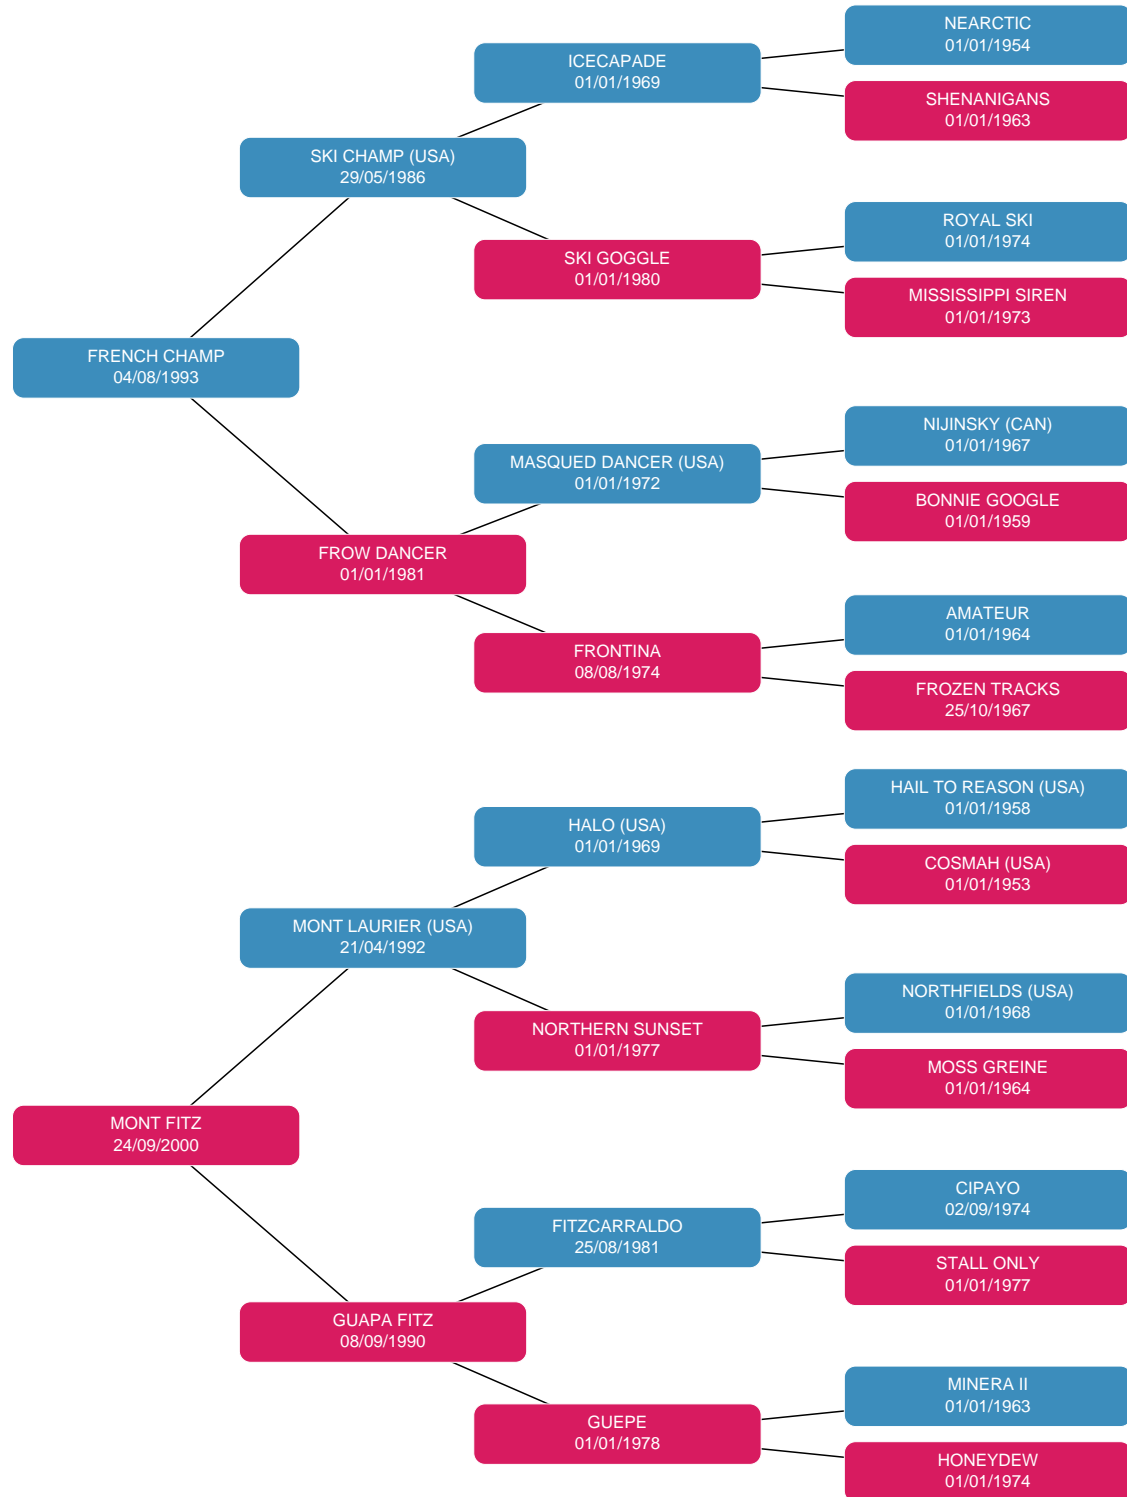 NEARCTIC
01/01/1954
ICECAPADE
01/01/1969
SHENANIGANS
01/01/1963
SKI CHAMP (USA)
29/05/1986
ROYAL SKI
01/01/1974
SKI GOGGLE
01/01/1980
MISSISSIPPI SIREN
01/01/1973
FRENCH CHAMP
04/08/1993
NIJINSKY (CAN)
01/01/1967
MASQUED DANCER (USA)
01/01/1972
BONNIE GOOGLE
01/01/1959
FROW DANCER
01/01/1981
AMATEUR
01/01/1964
FRONTINA
08/08/1974
FROZEN TRACKS
25/10/1967
HAIL TO REASON (USA)
01/01/1958
HALO (USA)
01/01/1969
COSMAH (USA)
01/01/1953
MONT LAURIER (USA)
21/04/1992
NORTHFIELDS (USA)
01/01/1968
NORTHERN SUNSET
01/01/1977
MOSS GREINE
01/01/1964
MONT FITZ
24/09/2000
CIPAYO
02/09/1974
FITZCARRALDO
25/08/1981
STALL ONLY
01/01/1977
GUAPA FITZ
08/09/1990
MINERA II
01/01/1963
GUEPE
01/01/1978
HONEYDEW
01/01/1974